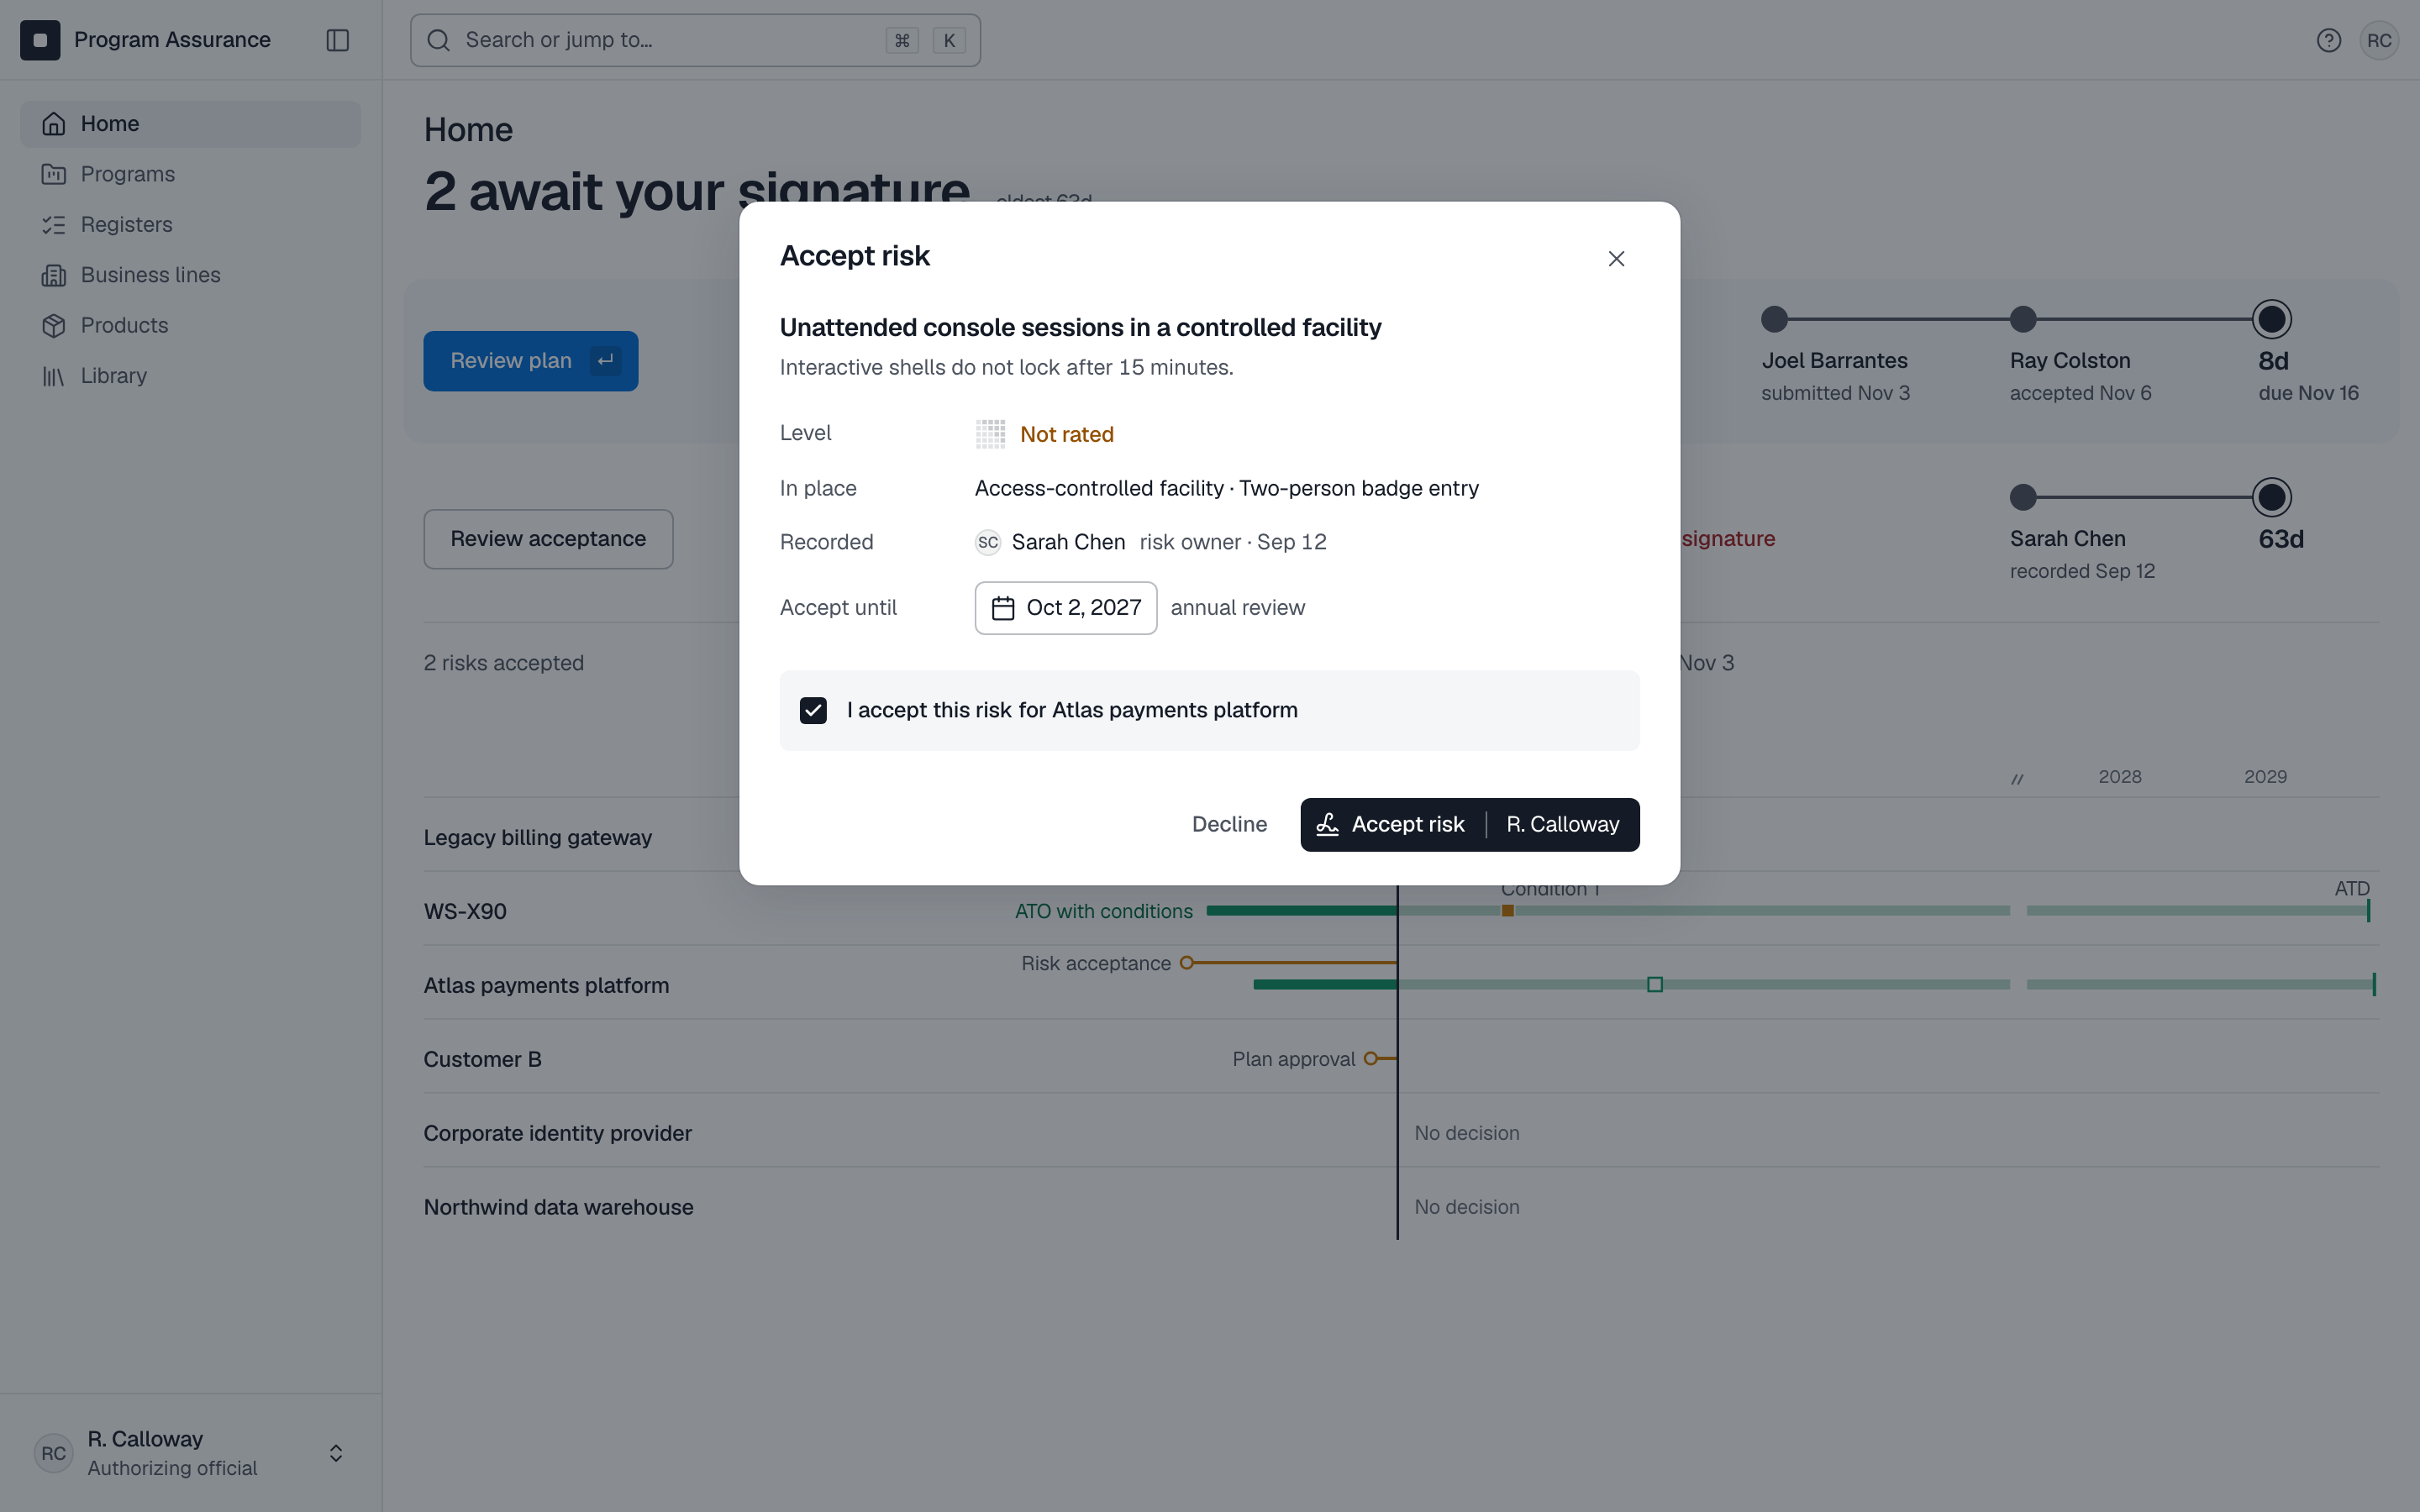 Program Assurance
Search or jump to...
⌘ K
RC
Home
Programs
Registers
Business lines
Products
Library
Home
2 await your signature oldest 63d
Review plan
Joel Barrantes
submitted Nov 3
Ray Colston
accepted Nov 6
8d
due Nov 16
Review acceptance
signature
Sarah Chen
recorded Sep 12
63d
2 risks accepted
Nov 3
Accept risk
Unattended console sessions in a controlled facility
Interactive shells do not lock after 15 minutes.
Level Not rated
In place Access-controlled facility · Two-person badge entry
Recorded SC Sarah Chen risk owner · Sep 12
Accept until Oct 2, 2027 annual review
I accept this risk for Atlas payments platform
Decline
Accept risk R. Calloway
// 2028 2029
Legacy billing gateway
Condition 1 ATD
WS-X90 ATO with conditions
Risk acceptance
Atlas payments platform
Customer B Plan approval
Corporate identity provider No decision
Northwind data warehouse No decision
RC
R. Calloway
Authorizing official